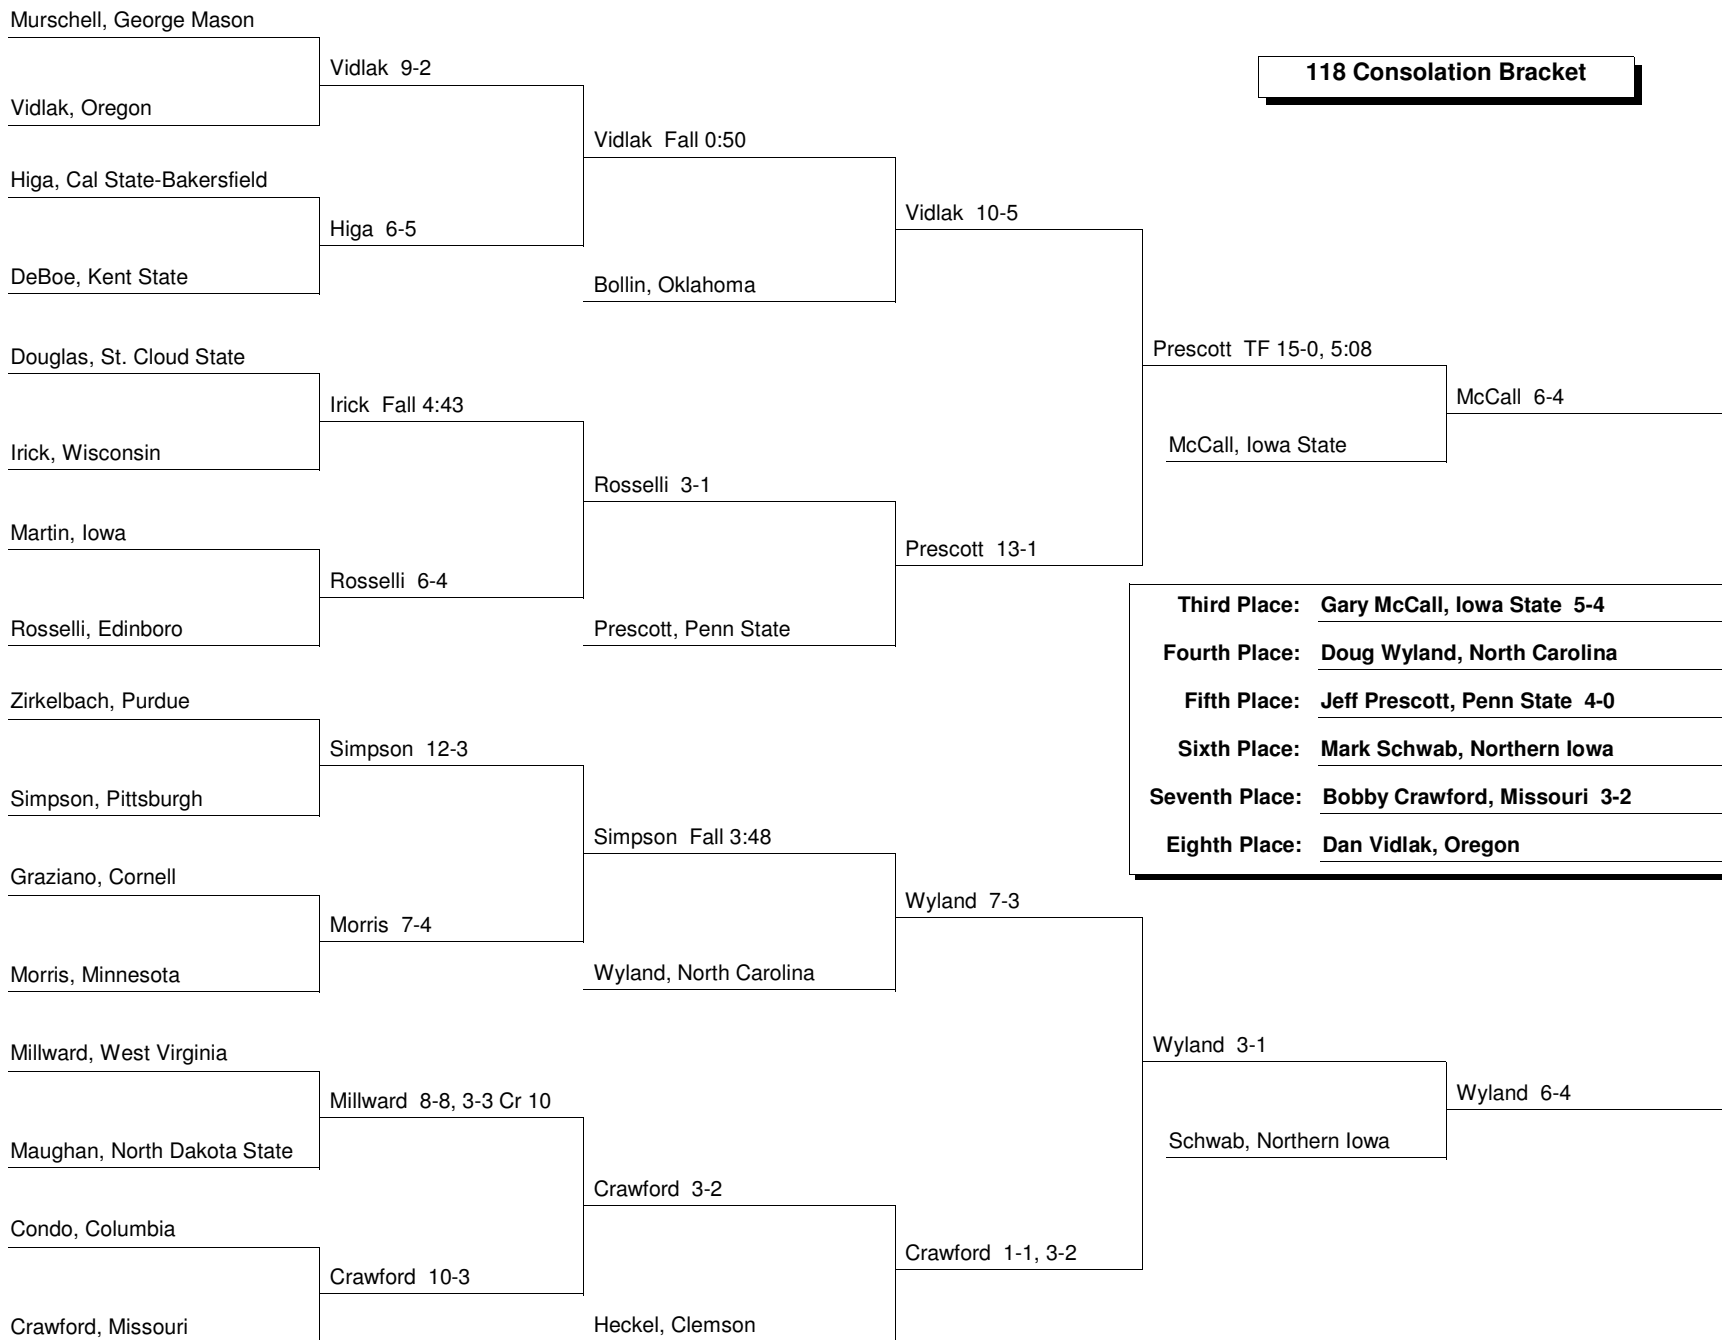 Murschell, George Mason
Vidlak 9-2
118 Consolation Bracket
Vidlak, Oregon
Vidlak Fall 0:50
Higa, Cal State-Bakersfield
Vidlak 10-5
Higa 6-5
DeBoe, Kent State
Bollin, Oklahoma
Douglas, St. Cloud State
Prescott TF 15-0, 5:08
Irick Fall 4:43
McCall 6-4
Irick, Wisconsin
McCall, Iowa State
Rosselli 3-1
Martin, Iowa
Prescott 13-1
Rosselli 6-4
Rosselli, Edinboro
Prescott, Penn State
Third Place: Gary McCall, Iowa State 5-4
Fourth Place: Doug Wyland, North Carolina
Fifth Place: Jeff Prescott, Penn State 4-0
Sixth Place: Mark Schwab, Northern Iowa
Seventh Place: Bobby Crawford, Missouri 3-2
Eighth Place: Dan Vidlak, Oregon
Zirkelbach, Purdue
Simpson 12-3
Simpson, Pittsburgh
Simpson Fall 3:48
Graziano, Cornell
Wyland 7-3
Morris 7-4
Morris, Minnesota
Wyland, North Carolina
Millward, West Virginia
Wyland 3-1
Millward 8-8, 3-3 Cr 10
Wyland 6-4
Maughan, North Dakota State
Schwab, Northern Iowa
Crawford 3-2
Condo, Columbia
Crawford 1-1, 3-2
Crawford 10-3
Crawford, Missouri
Heckel, Clemson